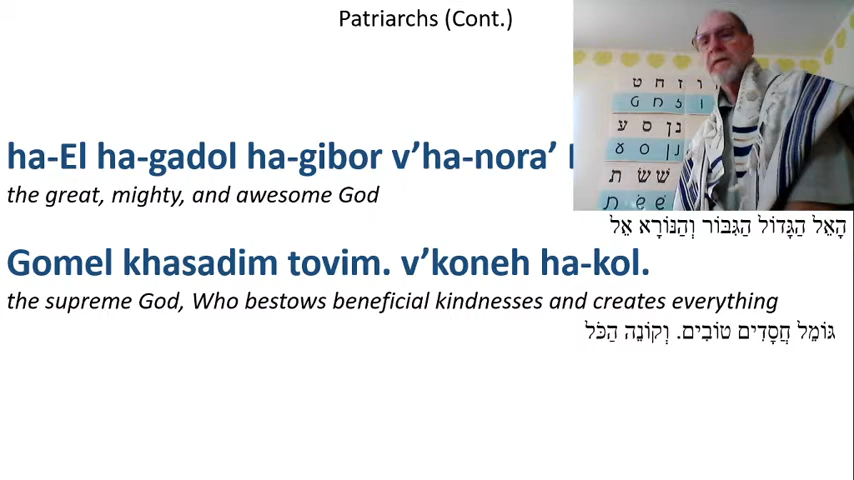 Patriarchs (Cont.)
ו ז ח ט
נן ס ע
שׁשׂ ת
ha-El ha-gadol ha-gibor v’ha-nora’
the great, mighty, and awesome God
הָאֵל הַגָּדוֹל הַגִּבּוֹר וְהַנּוֹרָא אֵל
Gomel khasadim tovim. v’koneh ha-kol.
the supreme God, Who bestows beneficial kindnesses and creates everything
גּוֹמֵל חֲסָדִים טוֹבִים. וְקוֹנֵה הַכֹּל